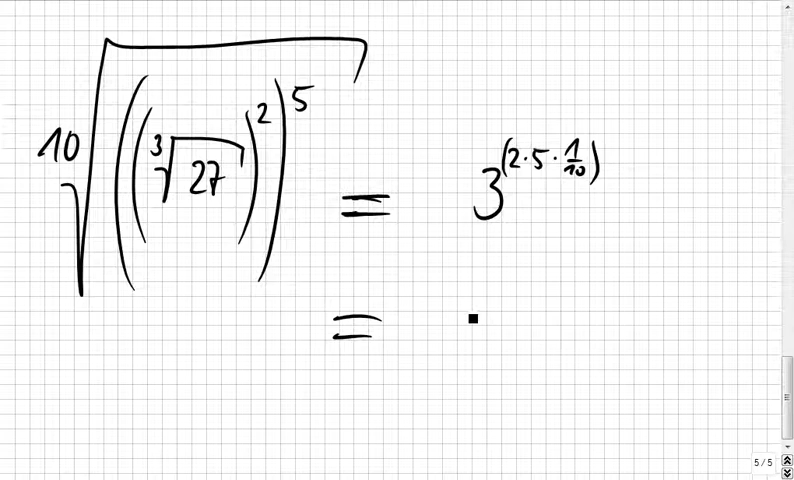 ¹⁰√(((³√27)²)⁵) = 3^(2·5·1/10)
=
5/5